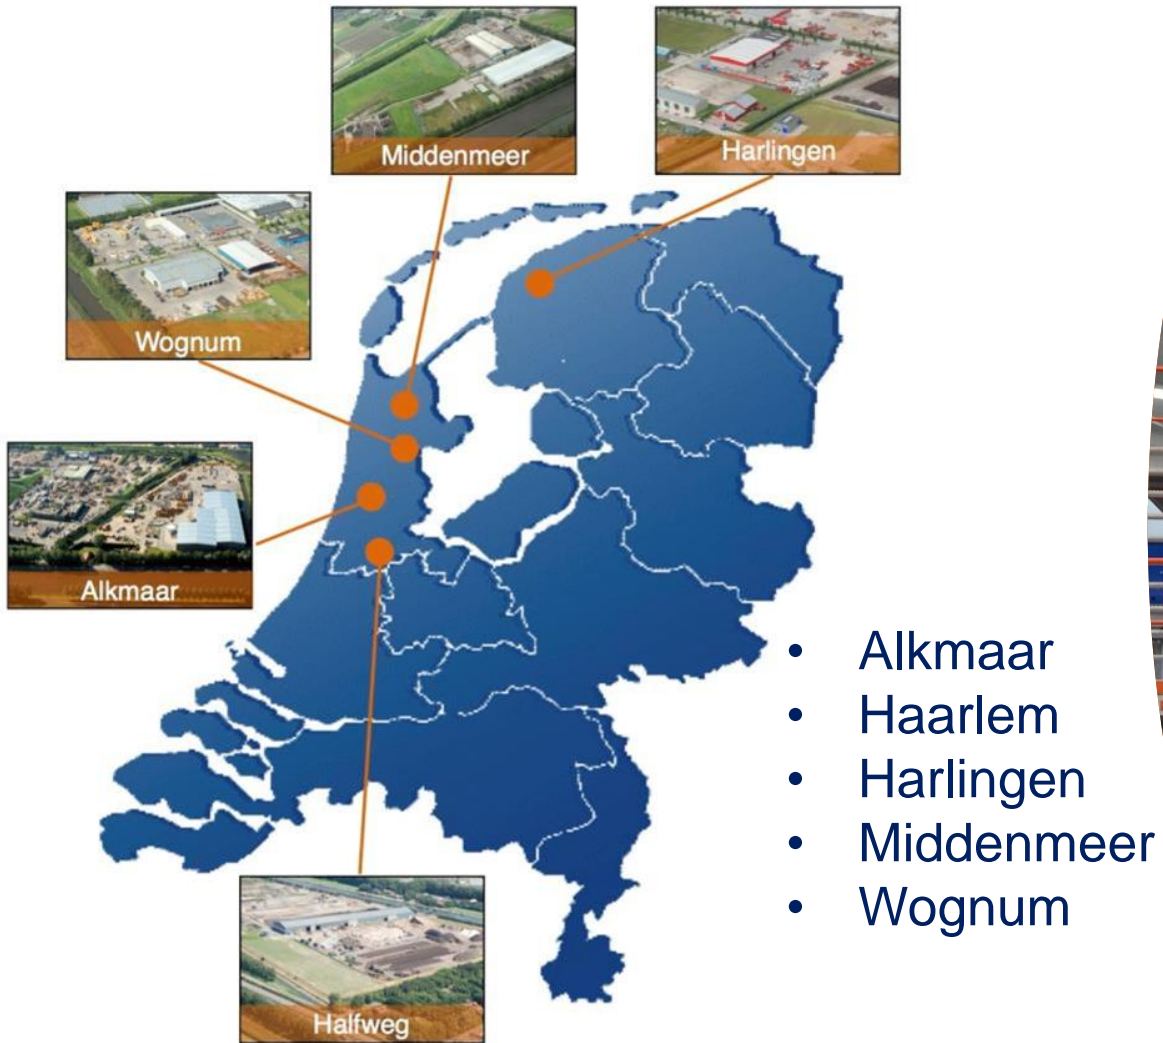 Middenmeer
Harlingen
Wognum
Alkmaar
Halfweg
• Alkmaar
• Haarlem
• Harlingen
• Middenmeer
• Wognum